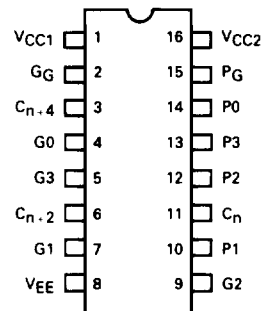 VCC1 1 16 VCC2
GG 2 15 PG
Cn+4 3 14 P0
G0 4 13 P3
G3 5 12 P2
Cn+2 6 11 Cn
G1 7 10 P1
VEE 8 9 G2